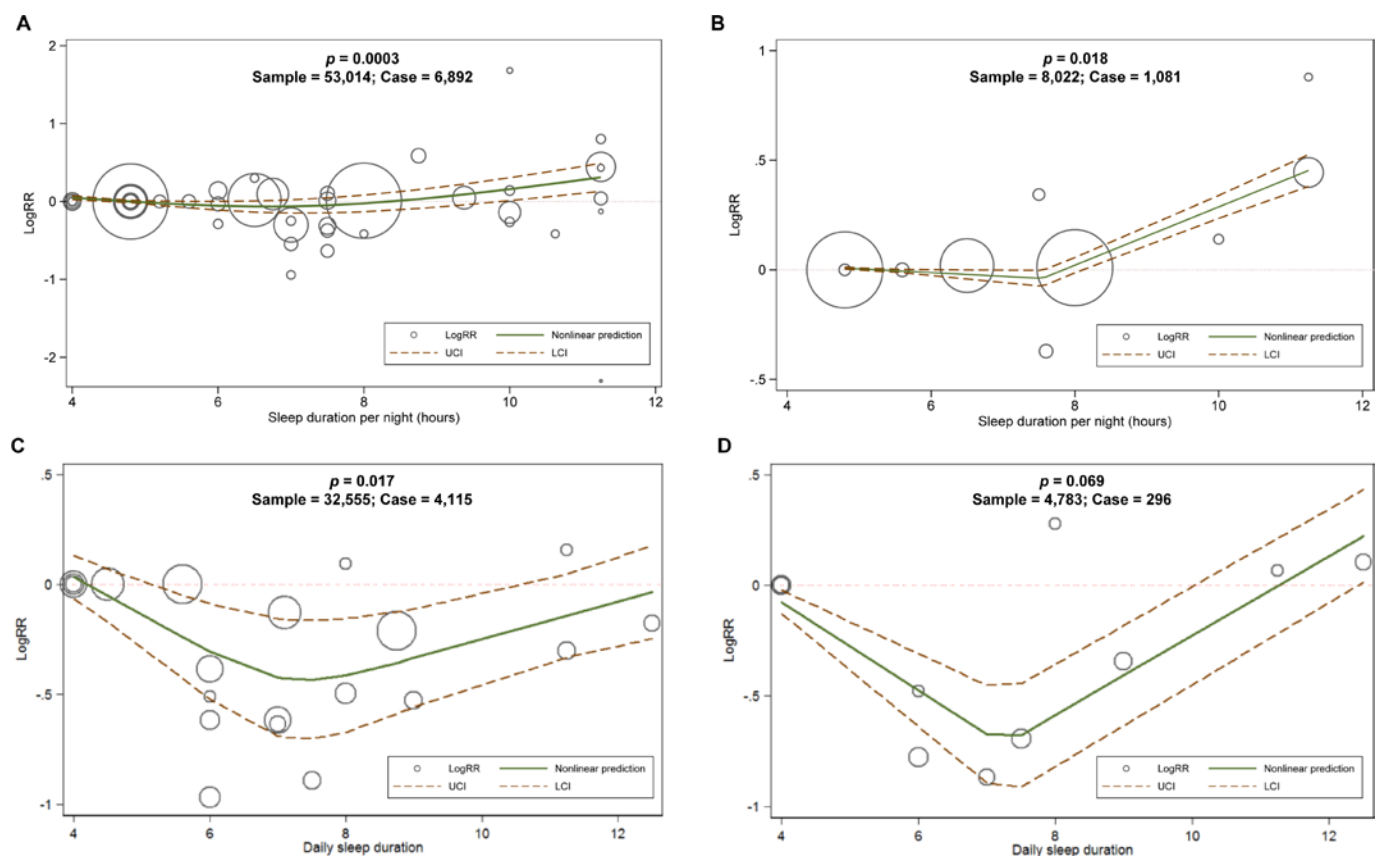 A
p = 0.0003
Sample = 53,014; Case = 6,892
2
1
0
-1
-2
LogRR
LogRR
Nonlinear prediction
UCI
LCI
4
6
8
10
12
Sleep duration per night (hours)
B
p = 0.018
Sample = 8,022; Case = 1,081
1
.5
0
-.5
LogRR
LogRR
Nonlinear prediction
UCI
LCI
4
6
8
10
12
Sleep duration per night (hours)
C
p = 0.017
Sample = 32,555; Case = 4,115
.5
0
-.5
-1
LogRR
LogRR
Nonlinear prediction
UCI
LCI
4
6
8
10
12
Daily sleep duration
D
p = 0.069
Sample = 4,783; Case = 296
.5
0
-.5
-1
LogRR
LogRR
Nonlinear prediction
UCI
LCI
4
6
8
10
12
Daily sleep duration